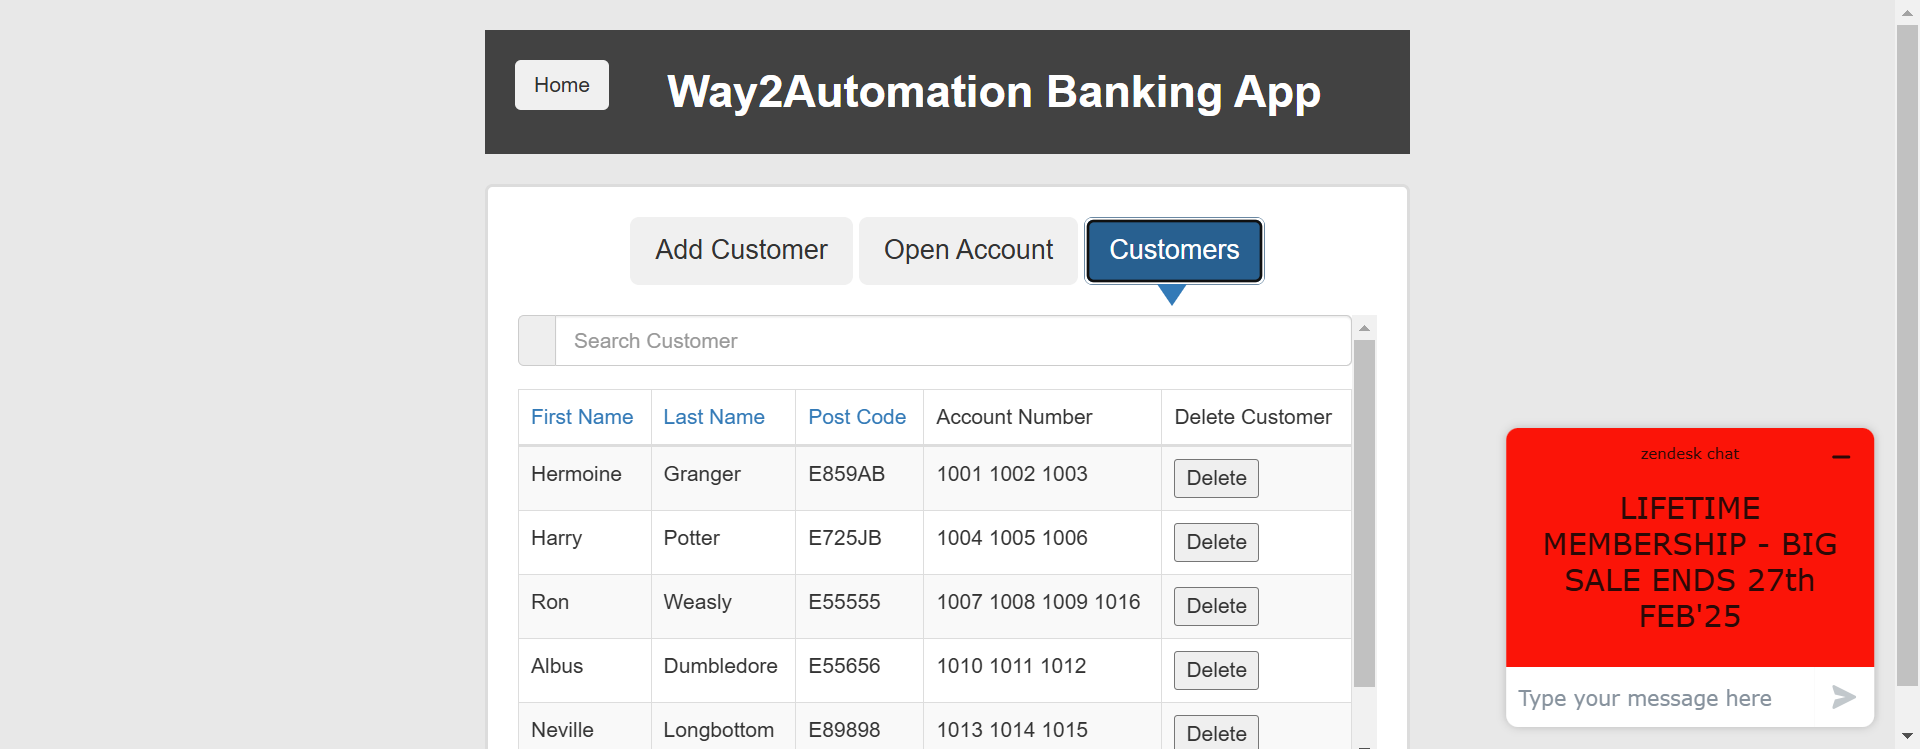 Home
Way2Automation Banking App
Add Customer Open Account Customers
Search Customer
First Name Last Name Post Code Account Number Delete Customer
Hermoine Granger E859AB 1001 1002 1003 Delete
Harry Potter E725JB 1004 1005 1006 Delete
Ron Weasly E55555 1007 1008 1009 1016 Delete
Albus Dumbledore E55656 1010 1011 1012 Delete
Neville Longbottom E89898 1013 1014 1015 Delete
zendesk chat
LIFETIME
MEMBERSHIP - BIG
SALE ENDS 27th
FEB'25
Type your message here